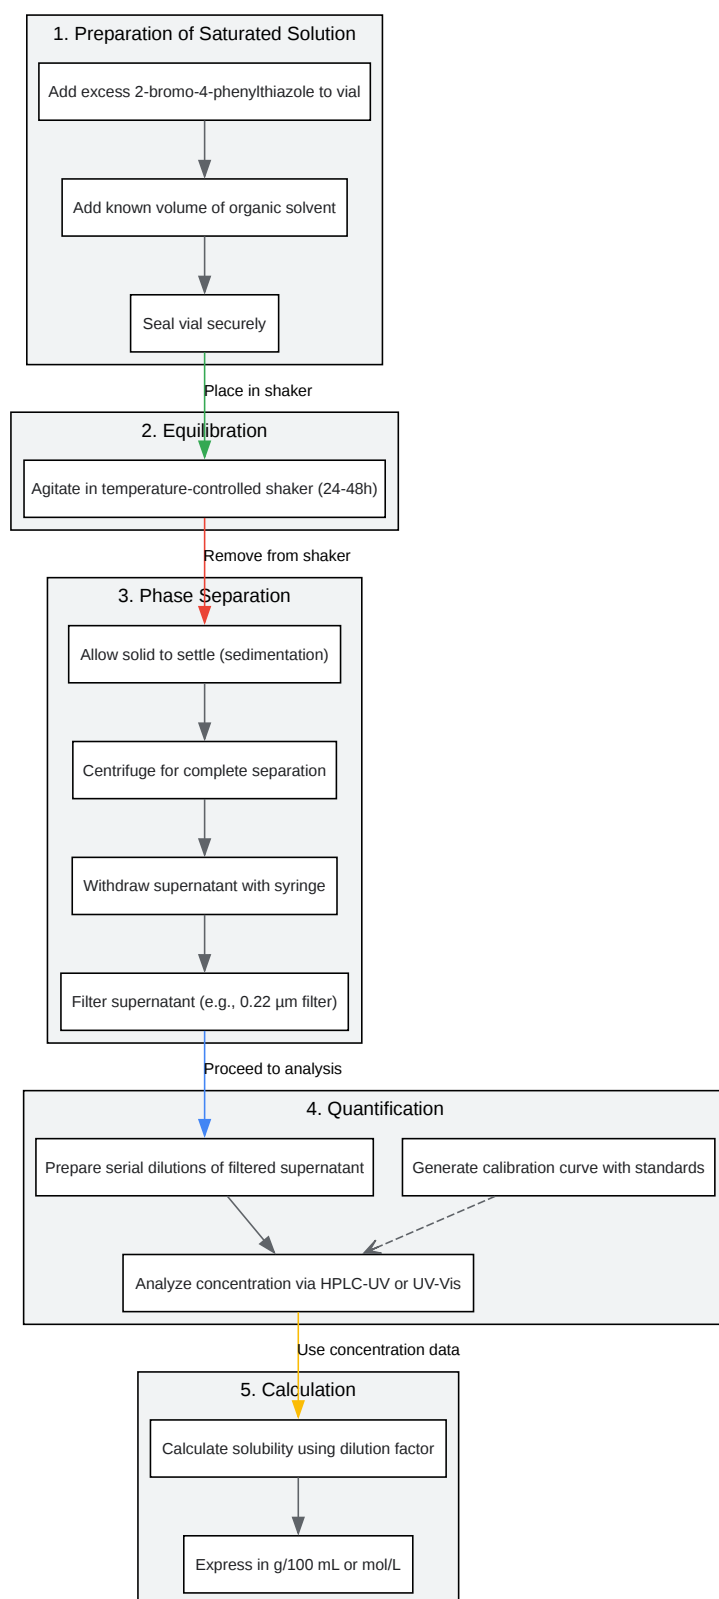 1. Preparation of Saturated Solution
Add excess 2-bromo-4-phenylthiazole to vial
Add known volume of organic solvent
Seal vial securely
Place in shaker
2. Equilibration
Agitate in temperature-controlled shaker (24-48h)
Remove from shaker
3. Phase Separation
Allow solid to settle (sedimentation)
Centrifuge for complete separation
Withdraw supernatant with syringe
Filter supernatant (e.g., 0.22 µm filter)
Proceed to analysis
4. Quantification
Prepare serial dilutions of filtered supernatant
Generate calibration curve with standards
Analyze concentration via HPLC-UV or UV-Vis
Use concentration data
5. Calculation
Calculate solubility using dilution factor
Express in g/100 mL or mol/L